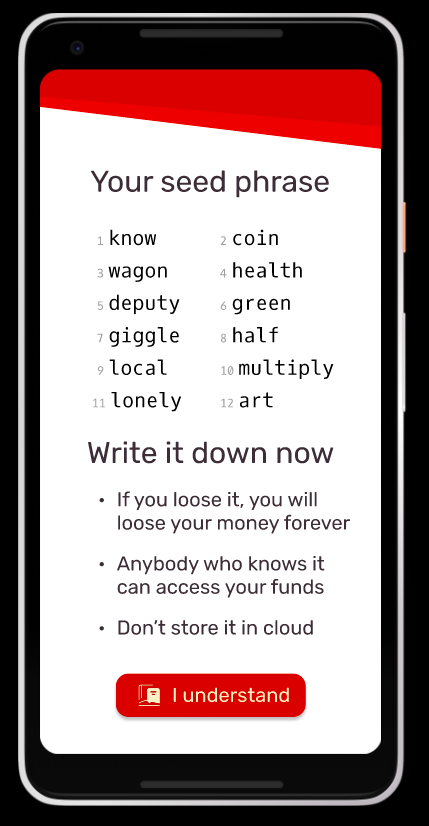 Your seed phrase
1 know 2 coin
3 wagon 4 health
5 deputy 6 green
7 giggle 8 half
9 local 10 multiply
11 lonely 12 art
Write it down now
• If you loose it, you will
loose your money forever
• Anybody who knows it
can access your funds
• Don’t store it in cloud
I understand